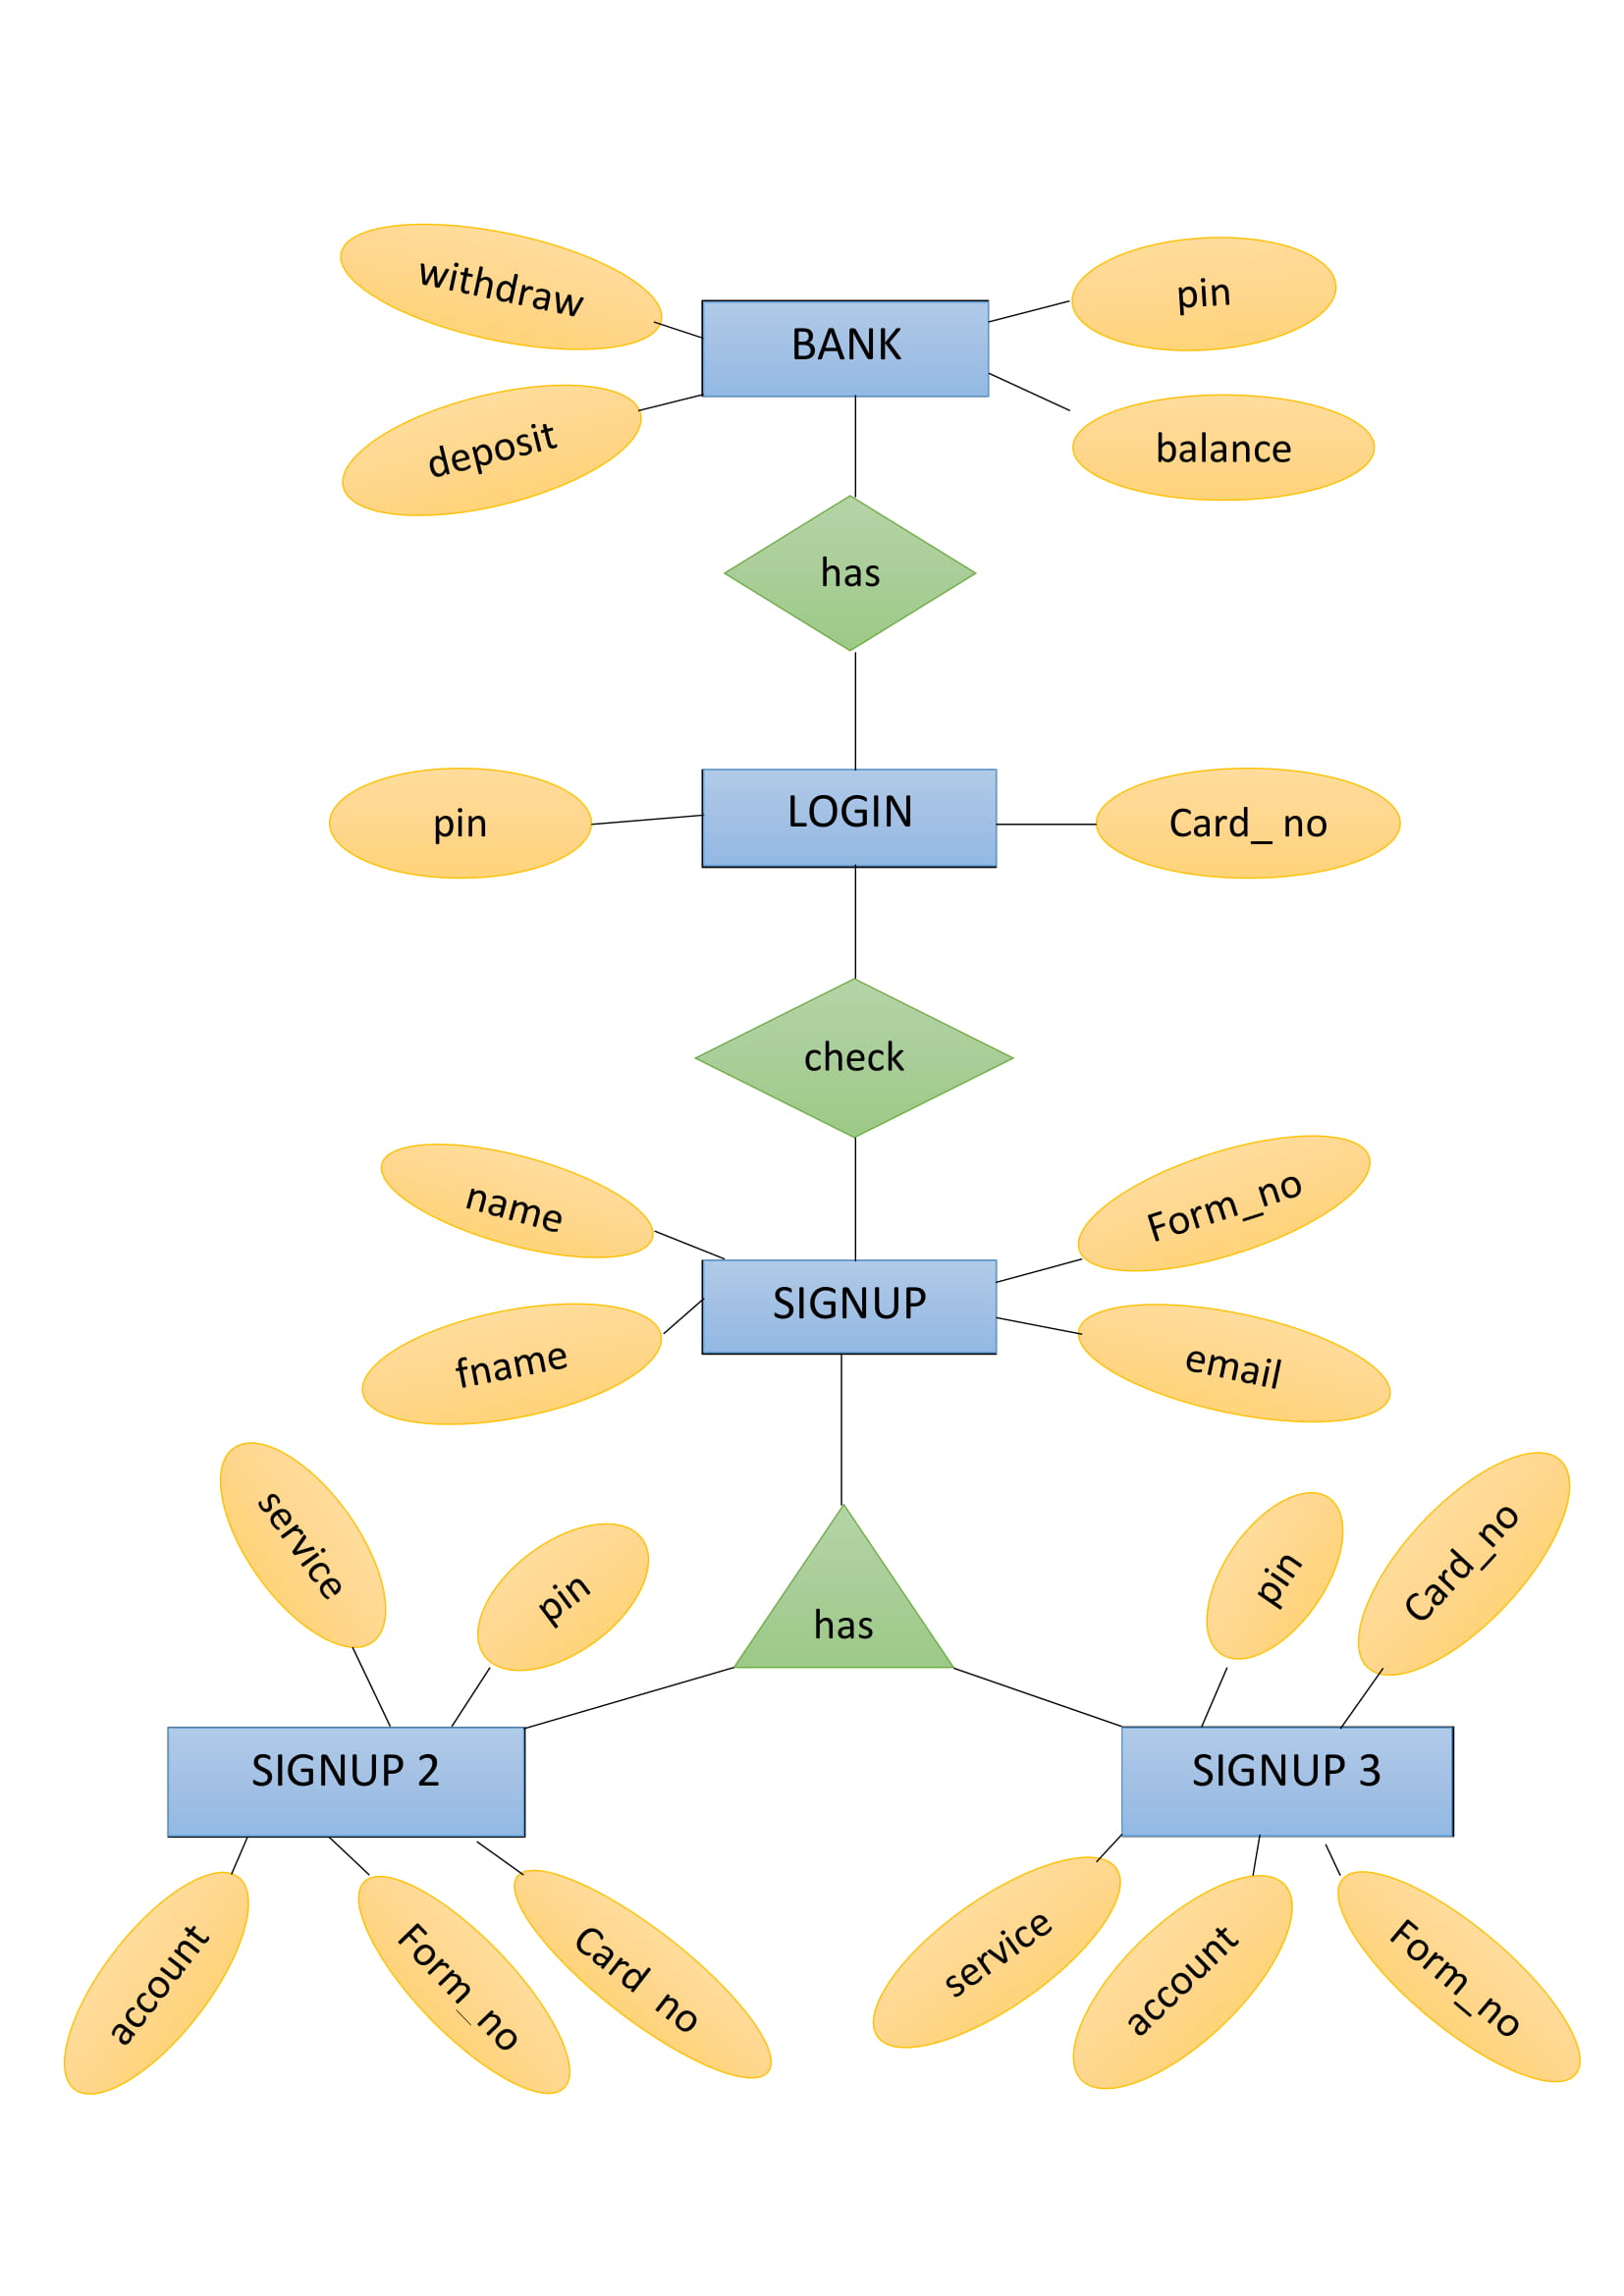 withdraw
pin
BANK
deposit
balance
has
LOGIN
pin
Card_ no
check
name
Form_no
SIGNUP
fname
email
service
pin
has
pin
Card_no
SIGNUP 2
SIGNUP 3
account
Form_no
Card no
service
account
Form_no